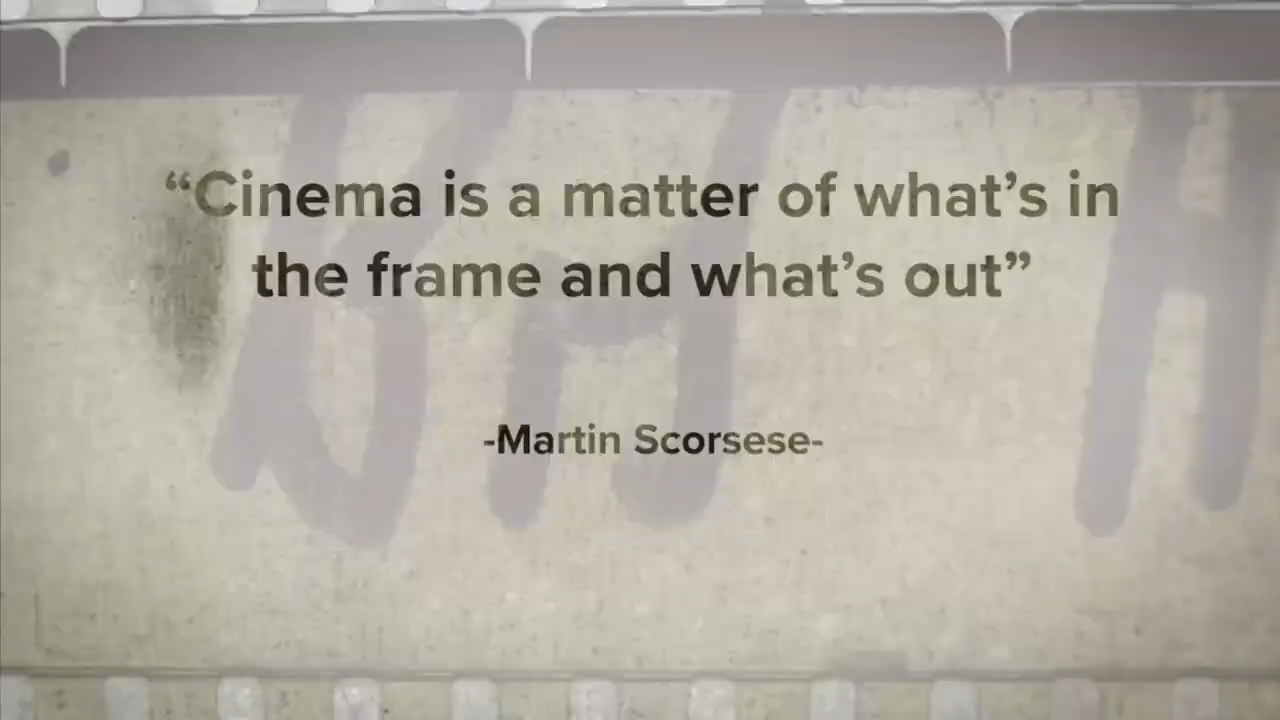 “Cinema is a matter of what’s in
the frame and what’s out”
-Martin Scorsese-